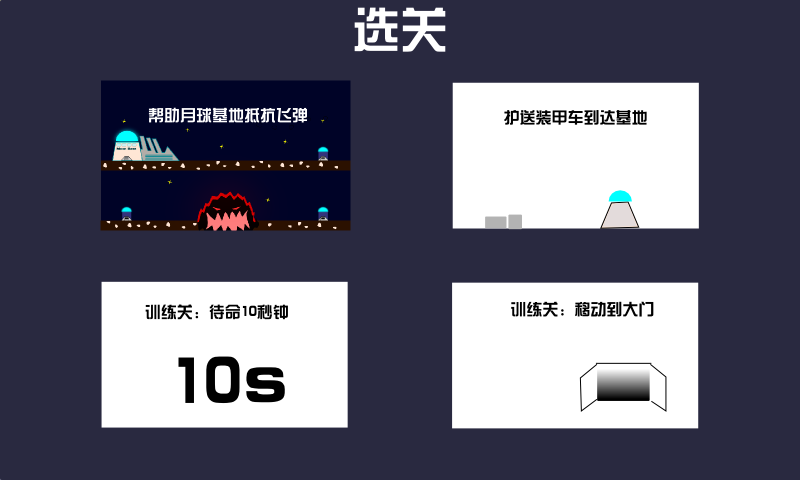 选关
帮助月球基地抵抗飞弹
护送装甲车到达基地
训练关：待命10秒钟
10s
训练关：移动到大门